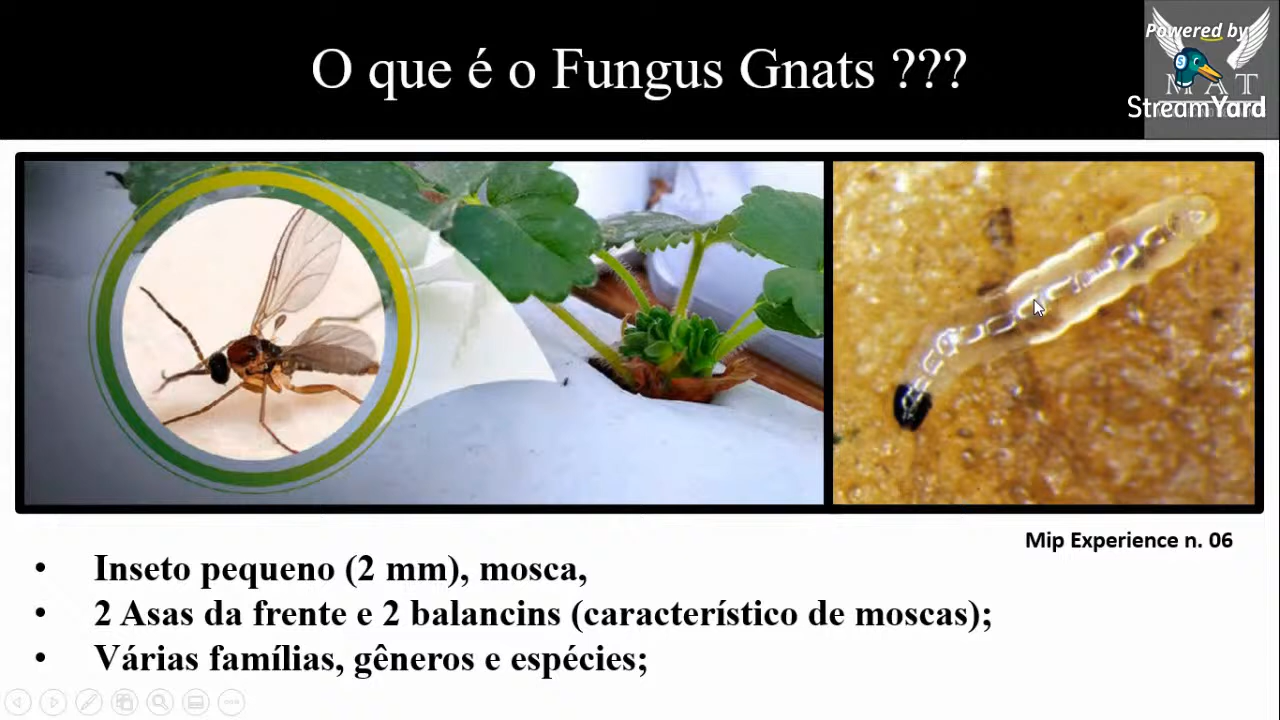 O que é o Fungus Gnats ???
Powered by
MAT
StreamYard
Mip Experience n. 06
• Inseto pequeno (2 mm), mosca,
• 2 Asas da frente e 2 balancins (característico de moscas);
• Várias famílias, gêneros e espécies;